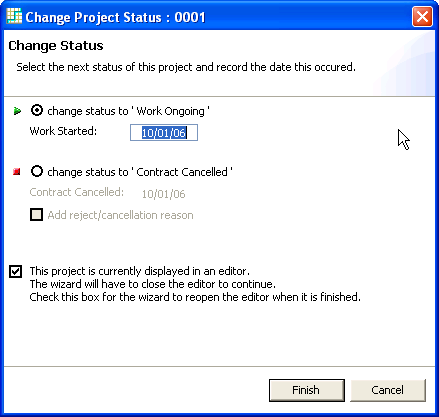 Change Project Status : 0001
Change Status
Select the next status of this project and record the date this occured.
change status to ' Work Ongoing '
Work Started: 10/01/06
change status to ' Contract Cancelled '
Contract Cancelled: 10/01/06
Add reject/cancellation reason
This project is currently displayed in an editor.
The wizard will have to close the editor to continue.
Check this box for the wizard to reopen the editor when it is finished.
Finish Cancel